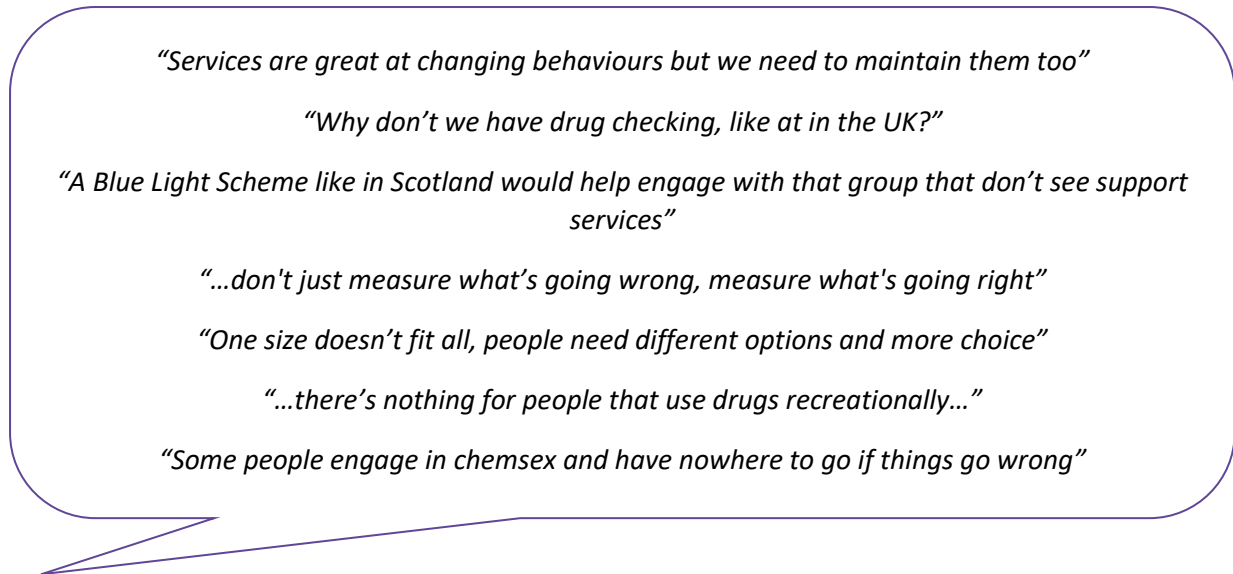 “Services are great at changing behaviours but we need to maintain them too”
“Why don’t we have drug checking, like at in the UK?”
“A Blue Light Scheme like in Scotland would help engage with that group that don’t see support
services”
“…don't just measure what’s going wrong, measure what's going right”
“One size doesn’t fit all, people need different options and more choice”
“…there’s nothing for people that use drugs recreationally…”
“Some people engage in chemsex and have nowhere to go if things go wrong”